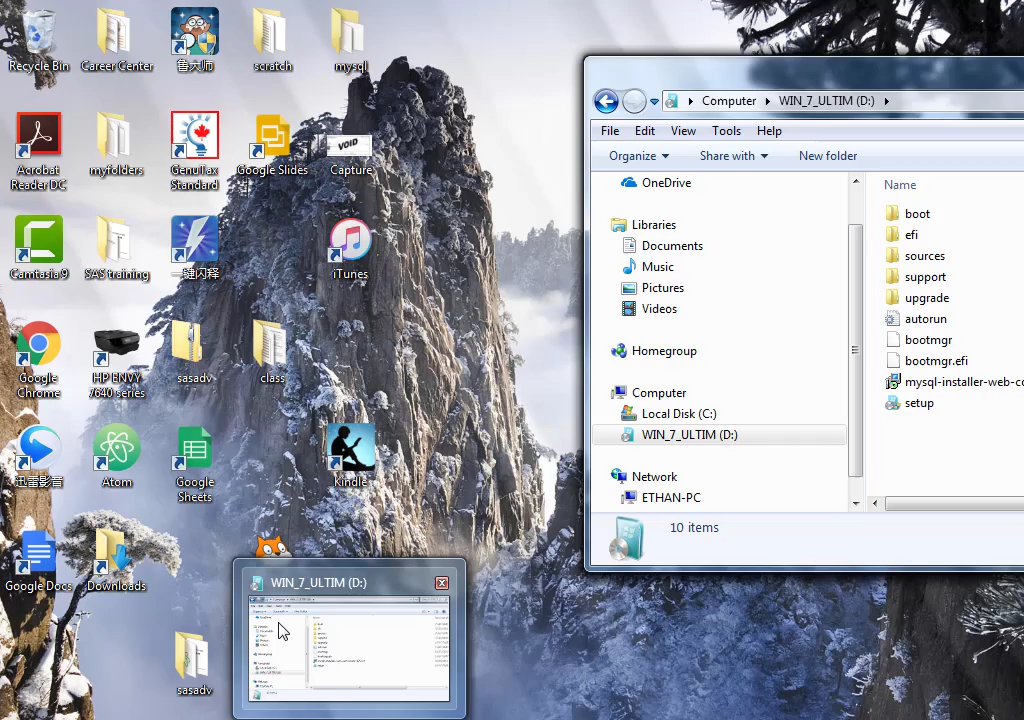 Recycle Bin
Career Center
鲁大师
scratch
mysql
Acrobat
Reader DC
myfolders
GenuTax
Standard
Google Slides
VOID
Capture
Camtasia 9
SAS training
一键闪释
iTunes
Google
Chrome
HP ENVY
7640 series
sasadv
class
迅雷影音
Atom
Google
Sheets
Kindle
Google Docs
Downloads
sasadv
Computer
WIN_7_ULTIM (D:)
File
Edit
View
Tools
Help
Organize
Share with
New folder
OneDrive
Libraries
Documents
Music
Pictures
Videos
Homegroup
Computer
Local Disk (C:)
WIN_7_ULTIM (D:)
Network
ETHAN-PC
Name
boot
efi
sources
support
upgrade
autorun
bootmgr
bootmgr.efi
mysql-installer-web-co
setup
10 items
WIN_7_ULTIM (D:)